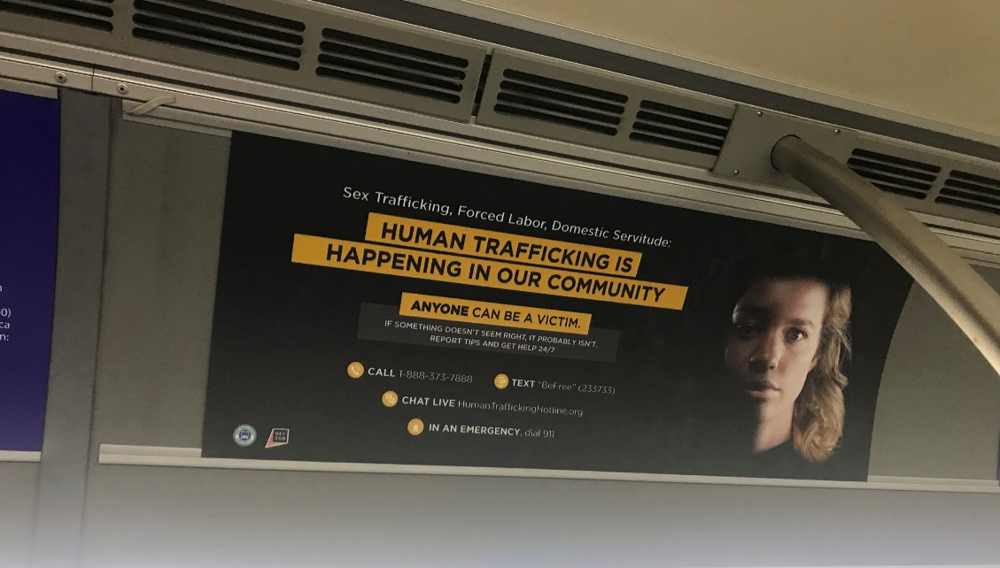 Sex Trafficking, Forced Labor, Domestic Servitude:
HUMAN TRAFFICKING IS
HAPPENING IN OUR COMMUNITY
ANYONE CAN BE A VICTIM.
IF SOMETHING DOESN'T SEEM RIGHT, IT PROBABLY ISN'T.
REPORT TIPS AND GET HELP 24/7
CALL 1-888-373-7888
TEXT "BeFree" (233733)
CHAT LIVE HumanTraffickingHotline.org
IN AN EMERGENCY, dial 911